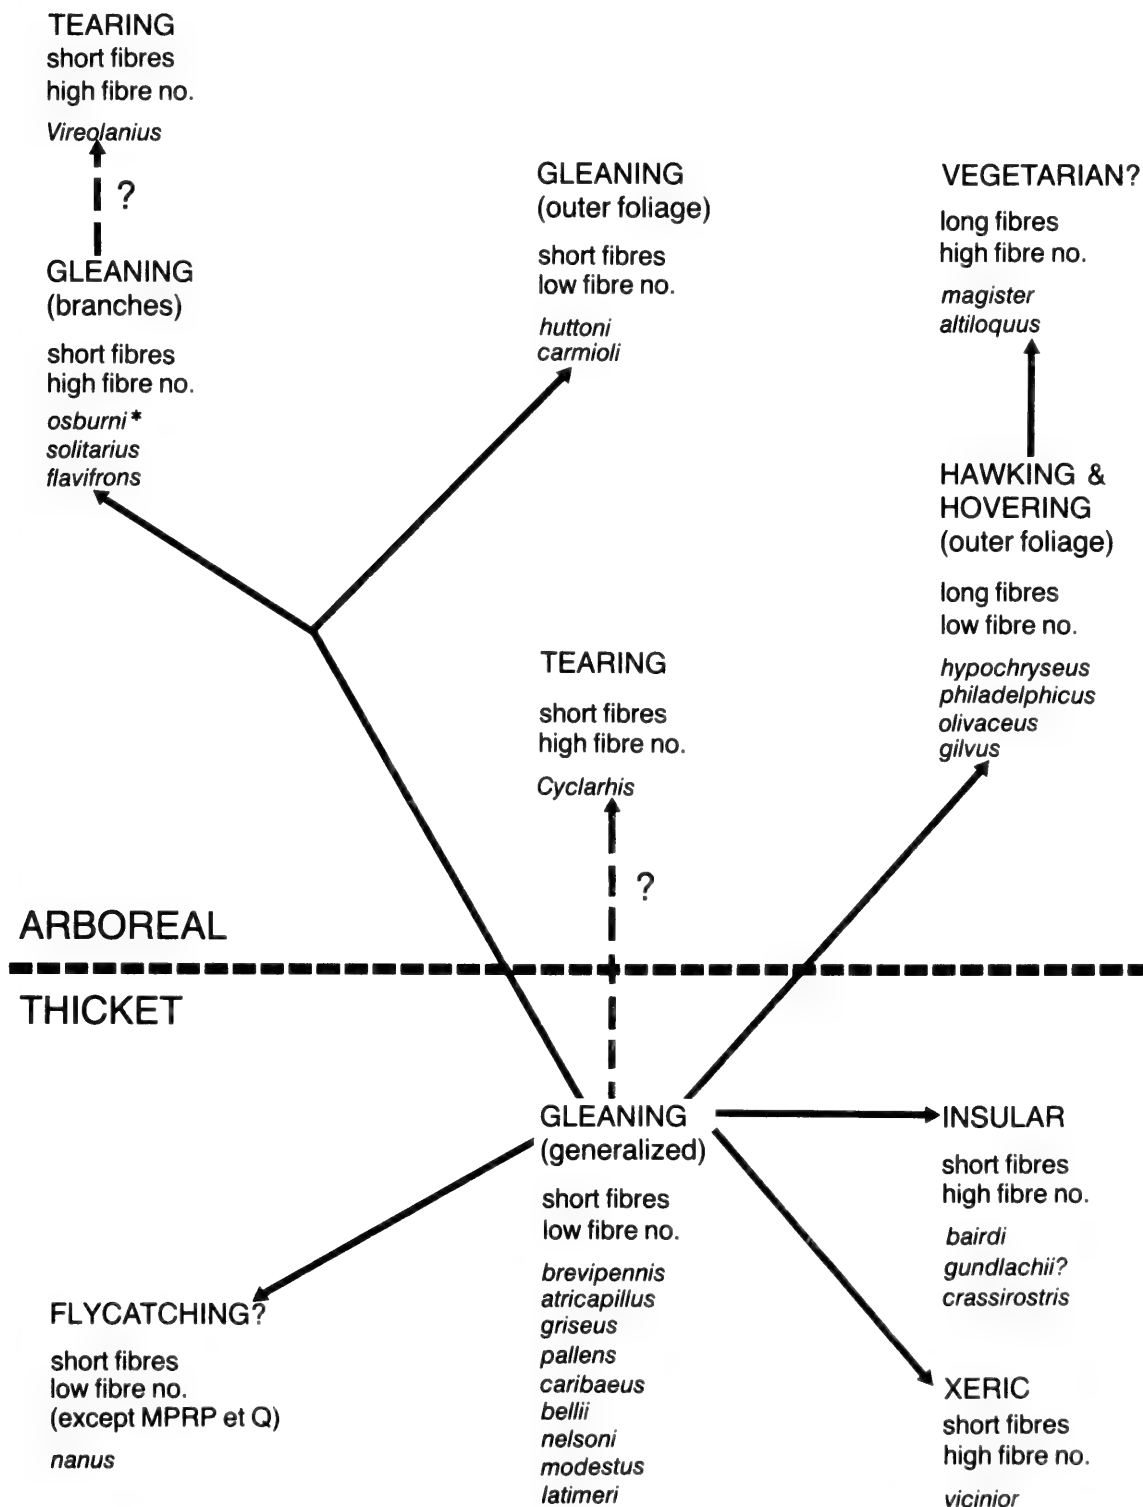 TEARING
short fibres
high fibre no.
Vireolanius
?
GLEANING
(branches)
short fibres
high fibre no.
osburni*
solitarius
flavifrons
GLEANING
(outer foliage)
short fibres
low fibre no.
huttoni
carmioli
VEGETARIAN?
long fibres
high fibre no.
magister
altiloquus
HAWKING &
HOVERING
(outer foliage)
long fibres
low fibre no.
hypochryseus
philadelphicus
olivaceus
gilvus
TEARING
short fibres
high fibre no.
Cyclarhis
?
ARBOREAL
THICKET
GLEANING
(generalized)
short fibres
low fibre no.
brevipennis
atricapillus
griseus
pallens
caribaeus
bellii
nelsoni
modestus
latimeri
FLYCATCHING?
short fibres
low fibre no.
(except MPRP et Q)
nanus
INSULAR
short fibres
high fibre no.
bairdi
gundlachii?
crassirostris
XERIC
short fibres
high fibre no.
vicinior